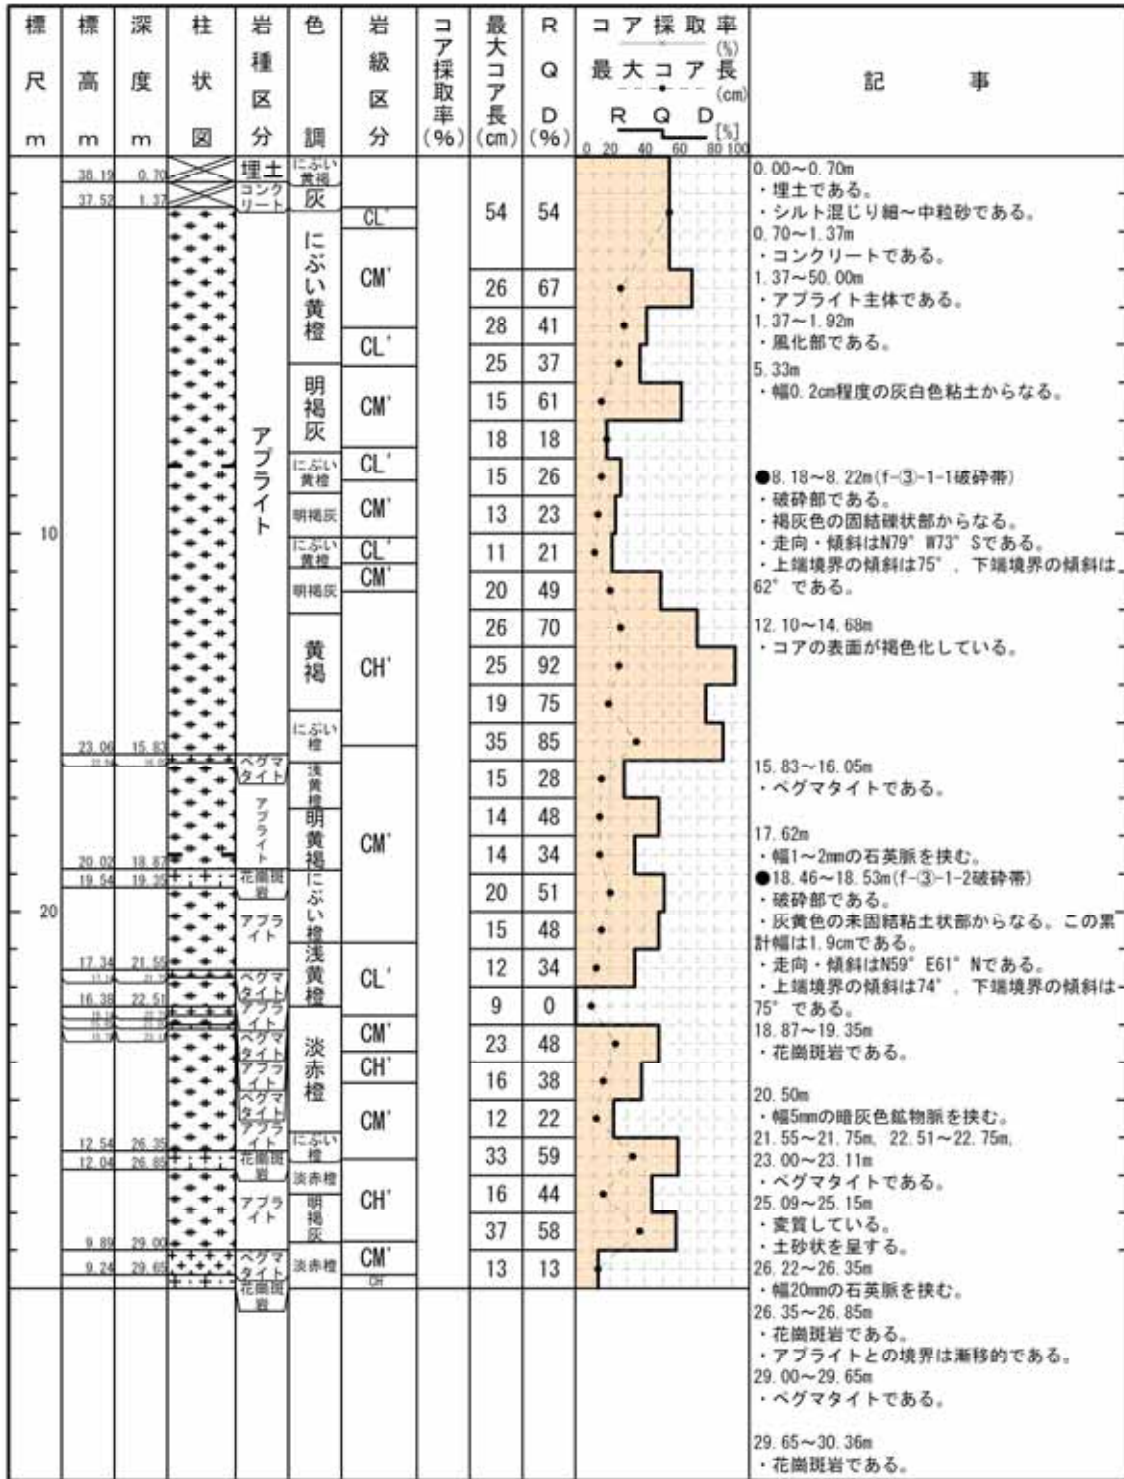 標尺m
標高m
深度m
柱状図
岩種区分
色調
岩級区分
コア採取率(%)
最大コア長(cm)
RQD(%)
コア採取率
(%)
最大コア長
(cm)
RQD
[%]
0 20 40 60 80 100
記事
38.19 0.70
37.52 1.37
23.06 15.83
20.02 18.87
19.54 19.35
17.34 21.55
16.38 22.51
12.54 26.35
12.04 26.85
9.89 29.00
9.24 29.65
10
20
埋土
コンクリート
アプライト
ペグマタイト
アプライト
花崗斑岩
アプライト
ペグマタイト
アプライト
ペグマタイト
アプライト
ペグマタイト
アプライト
花崗斑岩
アプライト
ペグマタイト
花崗斑岩
にぶい黄褐
灰
にぶい黄橙
明褐灰
にぶい黄橙
明褐灰
にぶい黄橙
明褐灰
黄褐
にぶい橙
浅黄橙
明黄褐
にぶい橙
浅黄橙
淡赤橙
にぶい橙
淡赤橙
明褐灰
淡赤橙
CL'
CM'
CL'
CM'
CL'
CM'
CL'
CM'
CH'
CM'
CL'
CM'
CH'
CM'
CH'
CM'
CH
54 54
26 67
28 41
25 37
15 61
18 18
15 26
13 23
11 21
20 49
26 70
25 92
19 75
35 85
15 28
14 48
14 34
20 51
15 48
12 34
9 0
23 48
16 38
12 22
33 59
16 44
37 58
13 13
0.00～0.70m
・埋土である。
・シルト混じり細～中粒砂である。
0.70～1.37m
・コンクリートである。
1.37～50.00m
・アプライト主体である。
1.37～1.92m
・風化部である。
5.33m
・幅0.2cm程度の灰白色粘土からなる。
●8.18～8.22m(f-③-1-1破砕帯)
・破砕部である。
・褐灰色の固結礫状部からなる。
・走向・傾斜はN79°W73°Sである。
・上端境界の傾斜は75°、下端境界の傾斜は
62°である。
12.10～14.68m
・コアの表面が褐色化している。
15.83～16.05m
・ペグマタイトである。
17.62m
・幅1～2mmの石英脈を挟む。
●18.46～18.53m(f-③-1-2破砕帯)
・破砕部である。
・灰黄色の未固結粘土状部からなる。この累
計幅は1.9cmである。
・走向・傾斜はN59°E61°Nである。
・上端境界の傾斜は74°、下端境界の傾斜は
75°である。
18.87～19.35m
・花崗斑岩である。
20.50m
・幅5mmの暗灰色鉱物脈を挟む。
21.55～21.75m, 22.51～22.75m,
23.00～23.11m
・ペグマタイトである。
25.09～25.15m
・変質している。
・土砂状を呈する。
26.22～26.35m
・幅20mmの石英脈を挟む。
26.35～26.85m
・花崗斑岩である。
・アプライトとの境界は漸移的である。
29.00～29.65m
・ペグマタイトである。
29.65～30.36m
・花崗斑岩である。